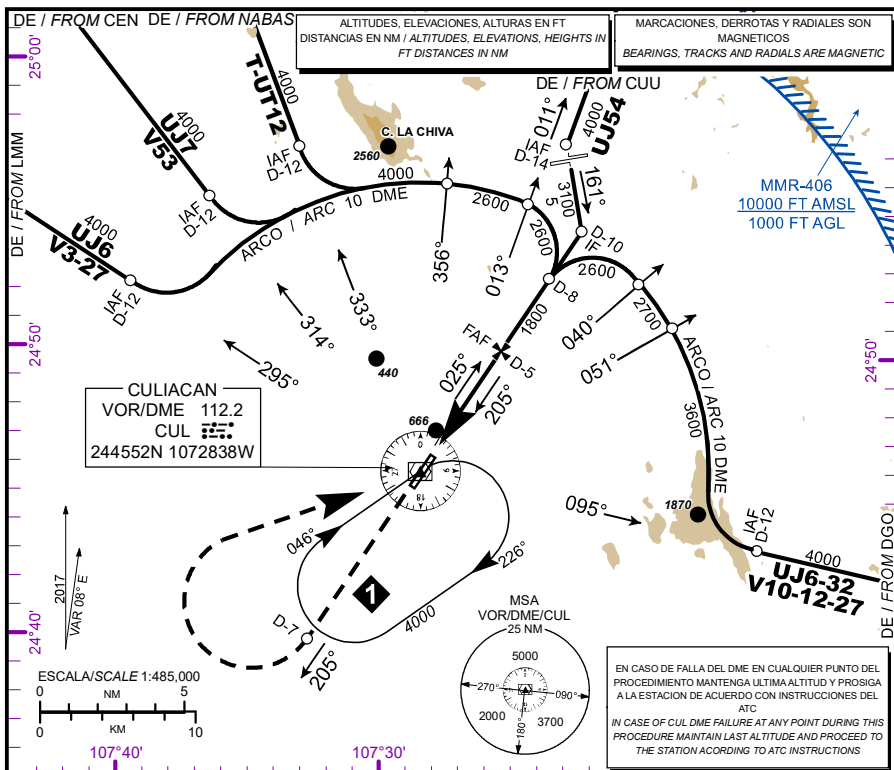 DE / FROM CEN
DE / FROM NABAS
ALTITUDES, ELEVACIONES, ALTURAS EN FT
DISTANCIAS EN NM / ALTITUDES, ELEVATIONS, HEIGHTS IN
FT DISTANCES IN NM
MARCACIONES, DERROTAS Y RADIALES SON
MAGNETICOS
BEARINGS, TRACKS AND RADIALS ARE MAGNETIC
25°00'
DE / FROM CUU
4000
T-UT12
4000
UJ7
V53
011°
4000
UJ54
C. LA CHIVA
2560
IAF
D-12
IAF
D-14
161°
3100
5
MMR-406
10000 FT AMSL
1000 FT AGL
DE / FROM LMM
4000
UJ6
V3-27
IAF
D-12
4000
ARCO / ARC 10 DME
2600
2600
D-10
IF
2600
IAF
D-12
356°
013°
D-8
2700
333°
314°
295°
1800
040°
051°
24°50'
24°50'
FAF
D-5
440
025°
205°
ARCO / ARC 10 DME
3600
CULIACAN
VOR/DME 112.2
CUL
244552N 1072838W
666
0
9
18
27
095°
1870
IAF
D-12
4000
UJ6-32
V10-12-27
DE / FROM DGO
046°
226°
1
4000
2017
VAR 08° E
D-7
205°
24°40'
MSA
VOR/DME/CUL
25 NM
5000
270°
090°
2000
3700
180°
ESCALA/SCALE 1:485,000
0 NM 5
0 KM 10
EN CASO DE FALLA DEL DME EN CUALQUIER PUNTO DEL
PROCEDIMIENTO MANTENGA ULTIMA ALTITUD Y PROSIGA
A LA ESTACION DE ACUERDO CON INSTRUCCIONES DEL
ATC
IN CASE OF CUL DME FAILURE AT ANY POINT DURING THIS
PROCEDURE MAINTAIN LAST ALTITUDE AND PROCEED TO
THE STATION ACORDING TO ATC INSTRUCTIONS
107°40'
107°30'